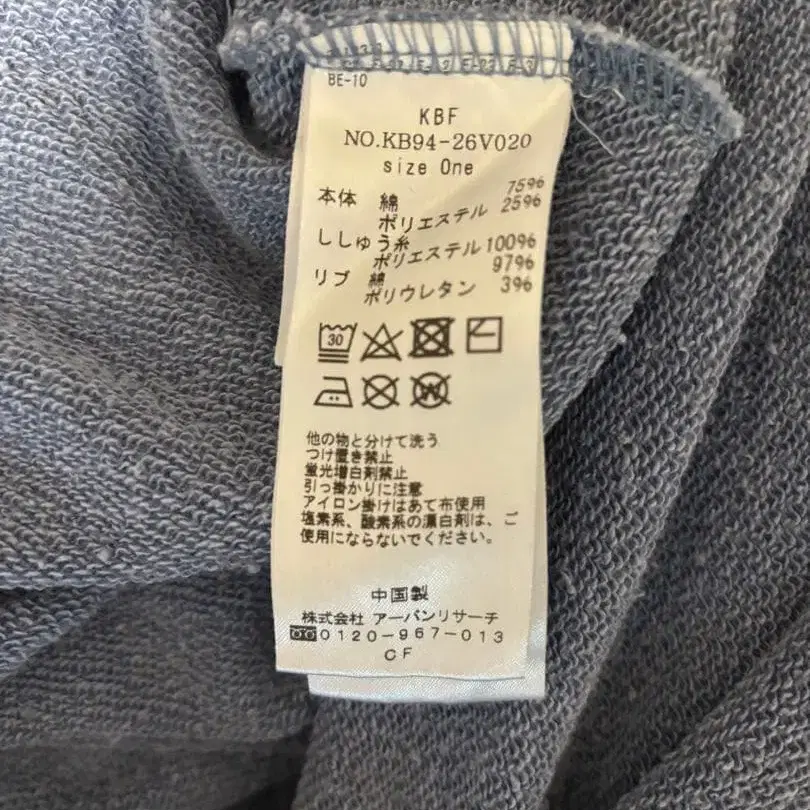 BE-10
KBF
NO.KB94-26V020
size One
本体 綿 75%
ポリエステル 25%
ししゅう糸
ポリエステル 100%
リブ 綿 97%
ポリウレタン 3%
30
W
他の物と分けて洗う
つけ置き禁止
蛍光増白剤禁止
引っ掛かりに注意
アイロン掛けはあて布使用
塩素系、酸素系の漂白剤は、ご
使用にならないでください。
中国製
株式会社 アーバンリサーチ
0120-967-013
CF